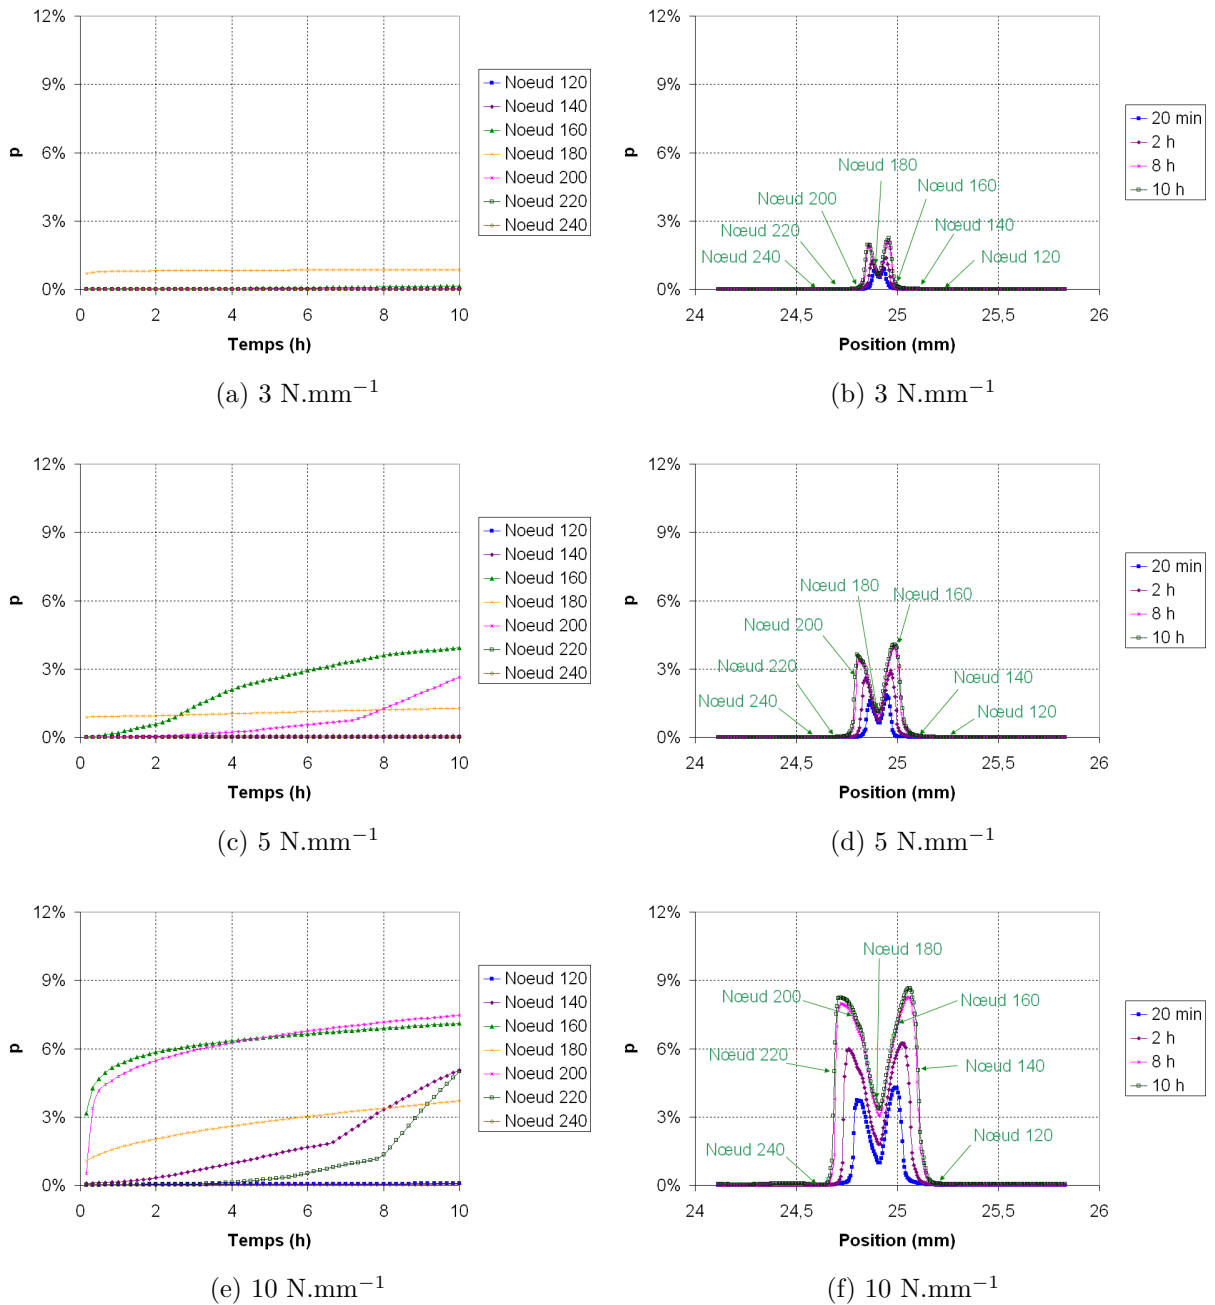 12%
9%
6%
3%
0%
p
0 2 4 6 8 10
Temps (h)
Noeud 120
Noeud 140
Noeud 160
Noeud 180
Noeud 200
Noeud 220
Noeud 240
(a) 3 N.mm−1
12%
9%
6%
3%
0%
p
Nœud 180
Nœud 160
Nœud 200
Nœud 140
Nœud 220
Nœud 240
Nœud 120
24 24,5 25 25,5 26
Position (mm)
20 min
2 h
8 h
10 h
(b) 3 N.mm−1
12%
9%
6%
3%
0%
p
0 2 4 6 8 10
Temps (h)
Noeud 120
Noeud 140
Noeud 160
Noeud 180
Noeud 200
Noeud 220
Noeud 240
(c) 5 N.mm−1
12%
9%
6%
3%
0%
p
Nœud 180
Nœud 160
Nœud 200
Nœud 220
Nœud 140
Nœud 240
Nœud 120
24 24,5 25 25,5 26
Position (mm)
20 min
2 h
8 h
10 h
(d) 5 N.mm−1
12%
9%
6%
3%
0%
p
0 2 4 6 8 10
Temps (h)
Noeud 120
Noeud 140
Noeud 160
Noeud 180
Noeud 200
Noeud 220
Noeud 240
(e) 10 N.mm−1
12%
9%
6%
3%
0%
p
Nœud 180
Nœud 200
Nœud 160
Nœud 220
Nœud 140
Nœud 120
Nœud 240
24 24,5 25 25,5 26
Position (mm)
20 min
2 h
8 h
10 h
(f) 10 N.mm−1